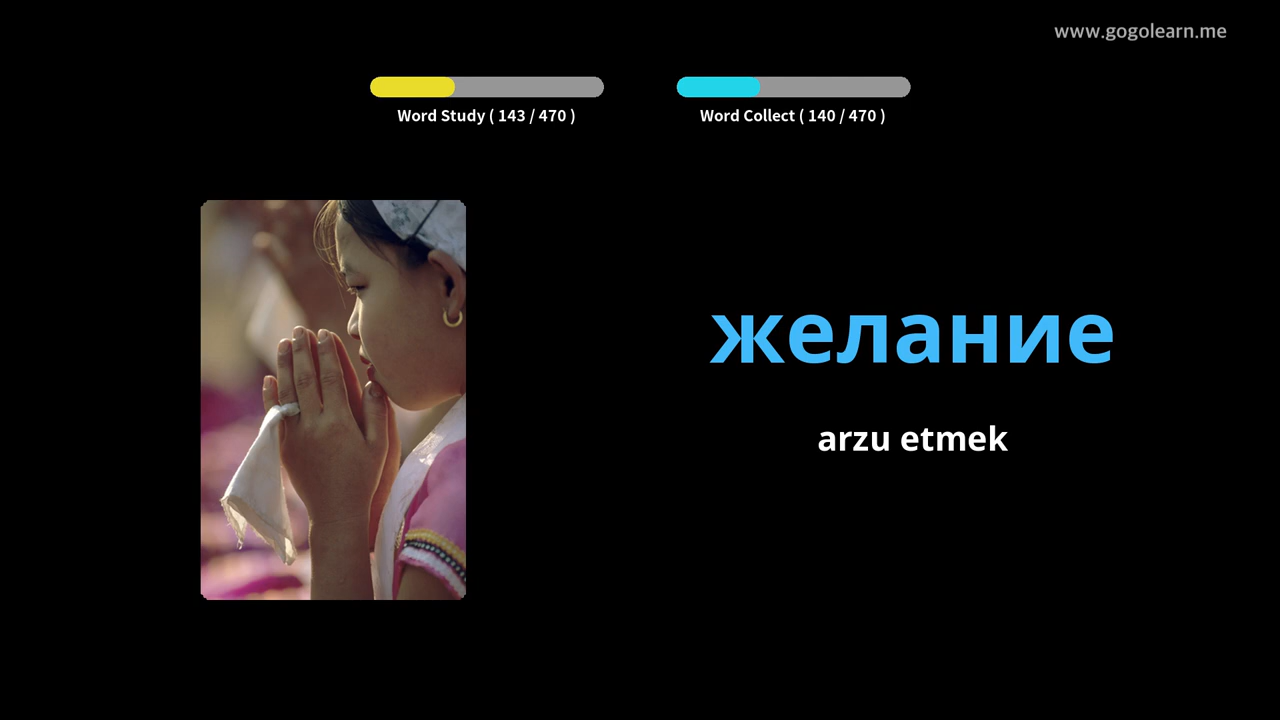 www.gogolearn.me
Word Study ( 143 / 470 )
Word Collect ( 140 / 470 )
желание
arzu etmek